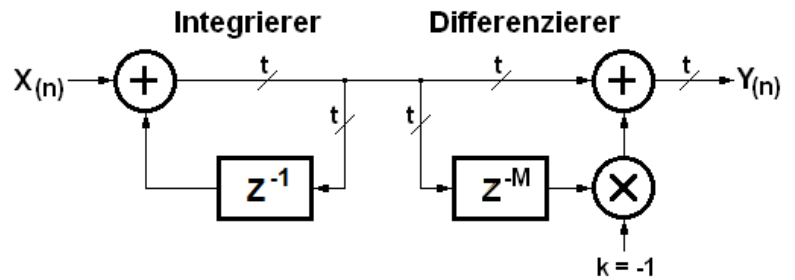 Integrierer Differenzierer
X(n) + t t + t Y(n)
t t
Z⁻¹ Z⁻ᴹ ×
k = -1